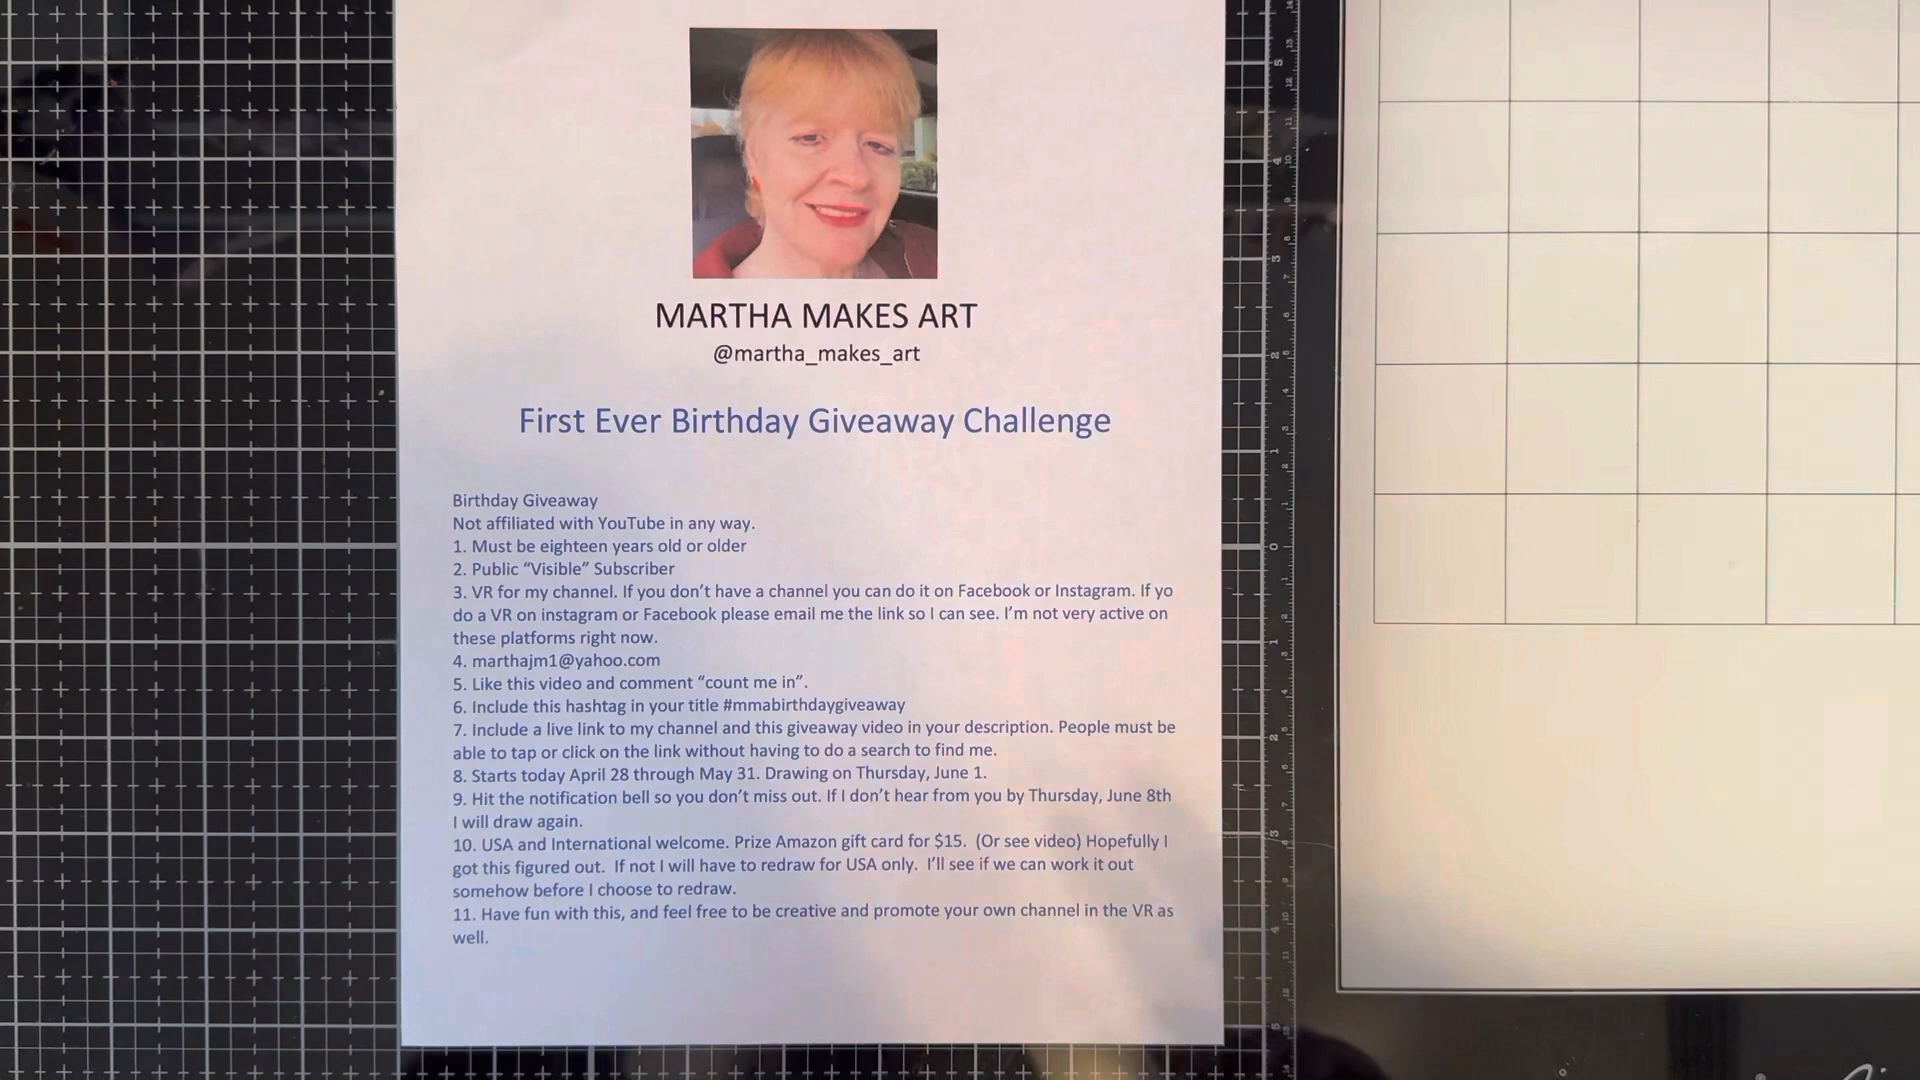 MARTHA MAKES ART
@martha_makes_art
First Ever Birthday Giveaway Challenge
Birthday Giveaway
Not affiliated with YouTube in any way.
1. Must be eighteen years old or older
2. Public “Visible” Subscriber
3. VR for my channel. If you don’t have a channel you can do it on Facebook or Instagram. If yo
do a VR on instagram or Facebook please email me the link so I can see. I’m not very active on
these platforms right now.
4. marthajm1@yahoo.com
5. Like this video and comment “count me in”.
6. Include this hashtag in your title #mmabirthdaygiveaway
7. Include a live link to my channel and this giveaway video in your description. People must be
able to tap or click on the link without having to do a search to find me.
8. Starts today April 28 through May 31. Drawing on Thursday, June 1.
9. Hit the notification bell so you don’t miss out. If I don’t hear from you by Thursday, June 8th
I will draw again.
10. USA and International welcome. Prize Amazon gift card for $15.  (Or see video) Hopefully I
got this figured out.  If not I will have to redraw for USA only.  I’ll see if we can work it out
somehow before I choose to redraw.
11. Have fun with this, and feel free to be creative and promote your own channel in the VR as
well.